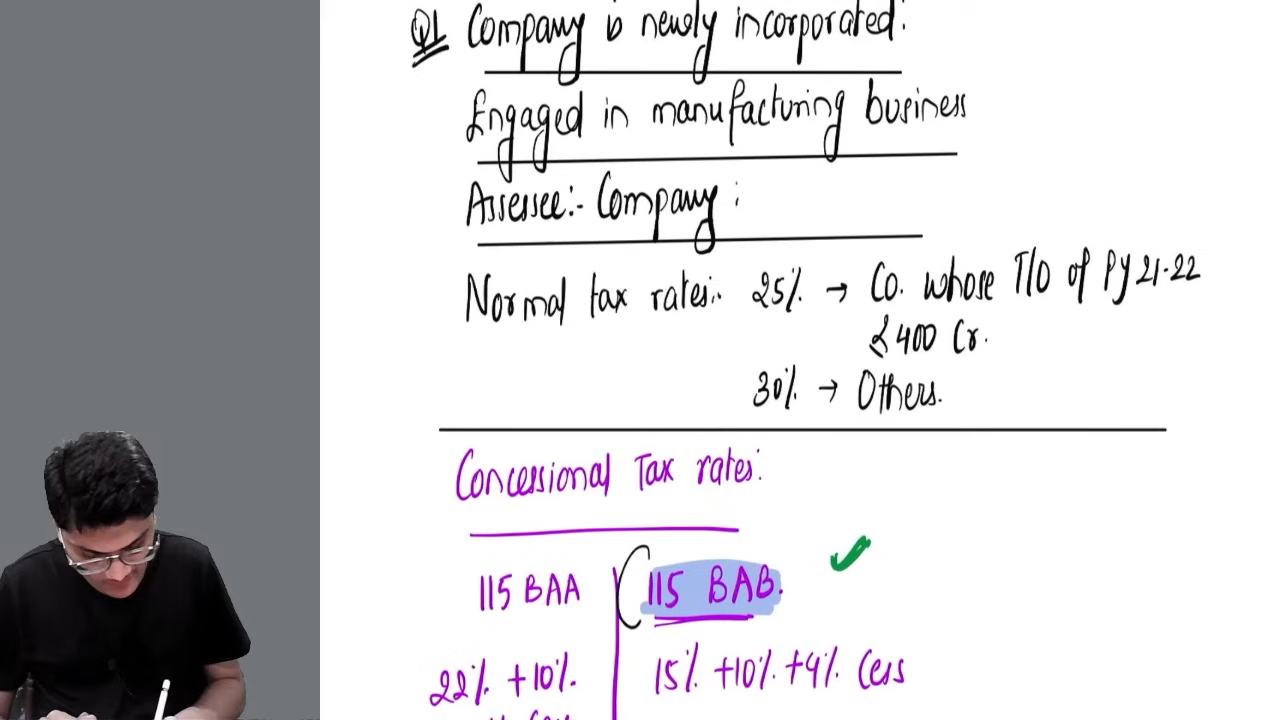 Q1 Company is newly incorporated:
Engaged in manufacturing business
Assessee:- Company:
Normal tax rates:- 25% → Co. whose T/O of PY 21-22
≤ 400 Cr.
30% → Others.
Concessional Tax rates:
115 BAA (115 BAB.
22% + 10% 15% + 10% + 4% Cess